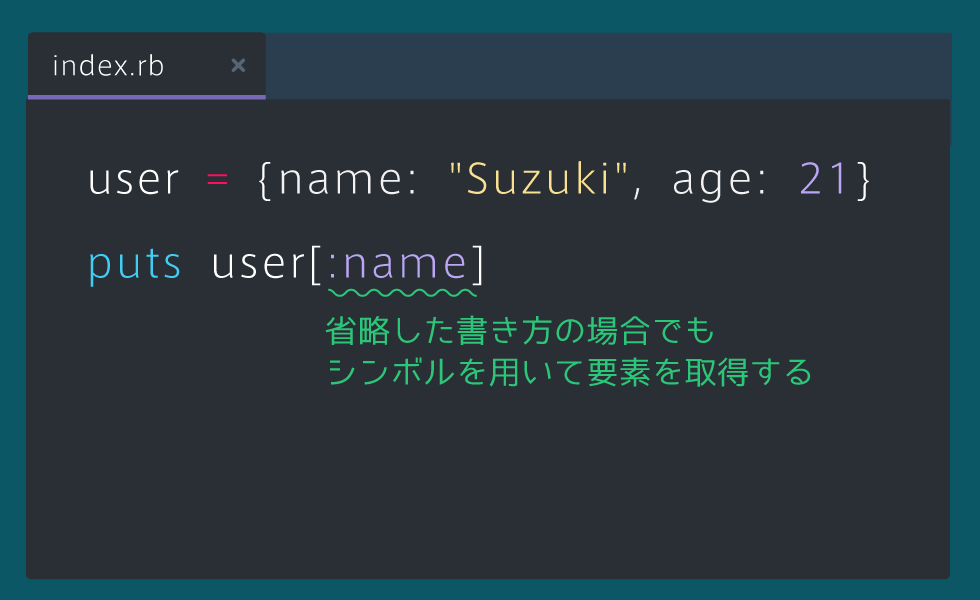 index.rb ×
user = {name: "Suzuki", age: 21}
puts user[:name]
省略した書き方の場合でも
シンボルを用いて要素を取得する